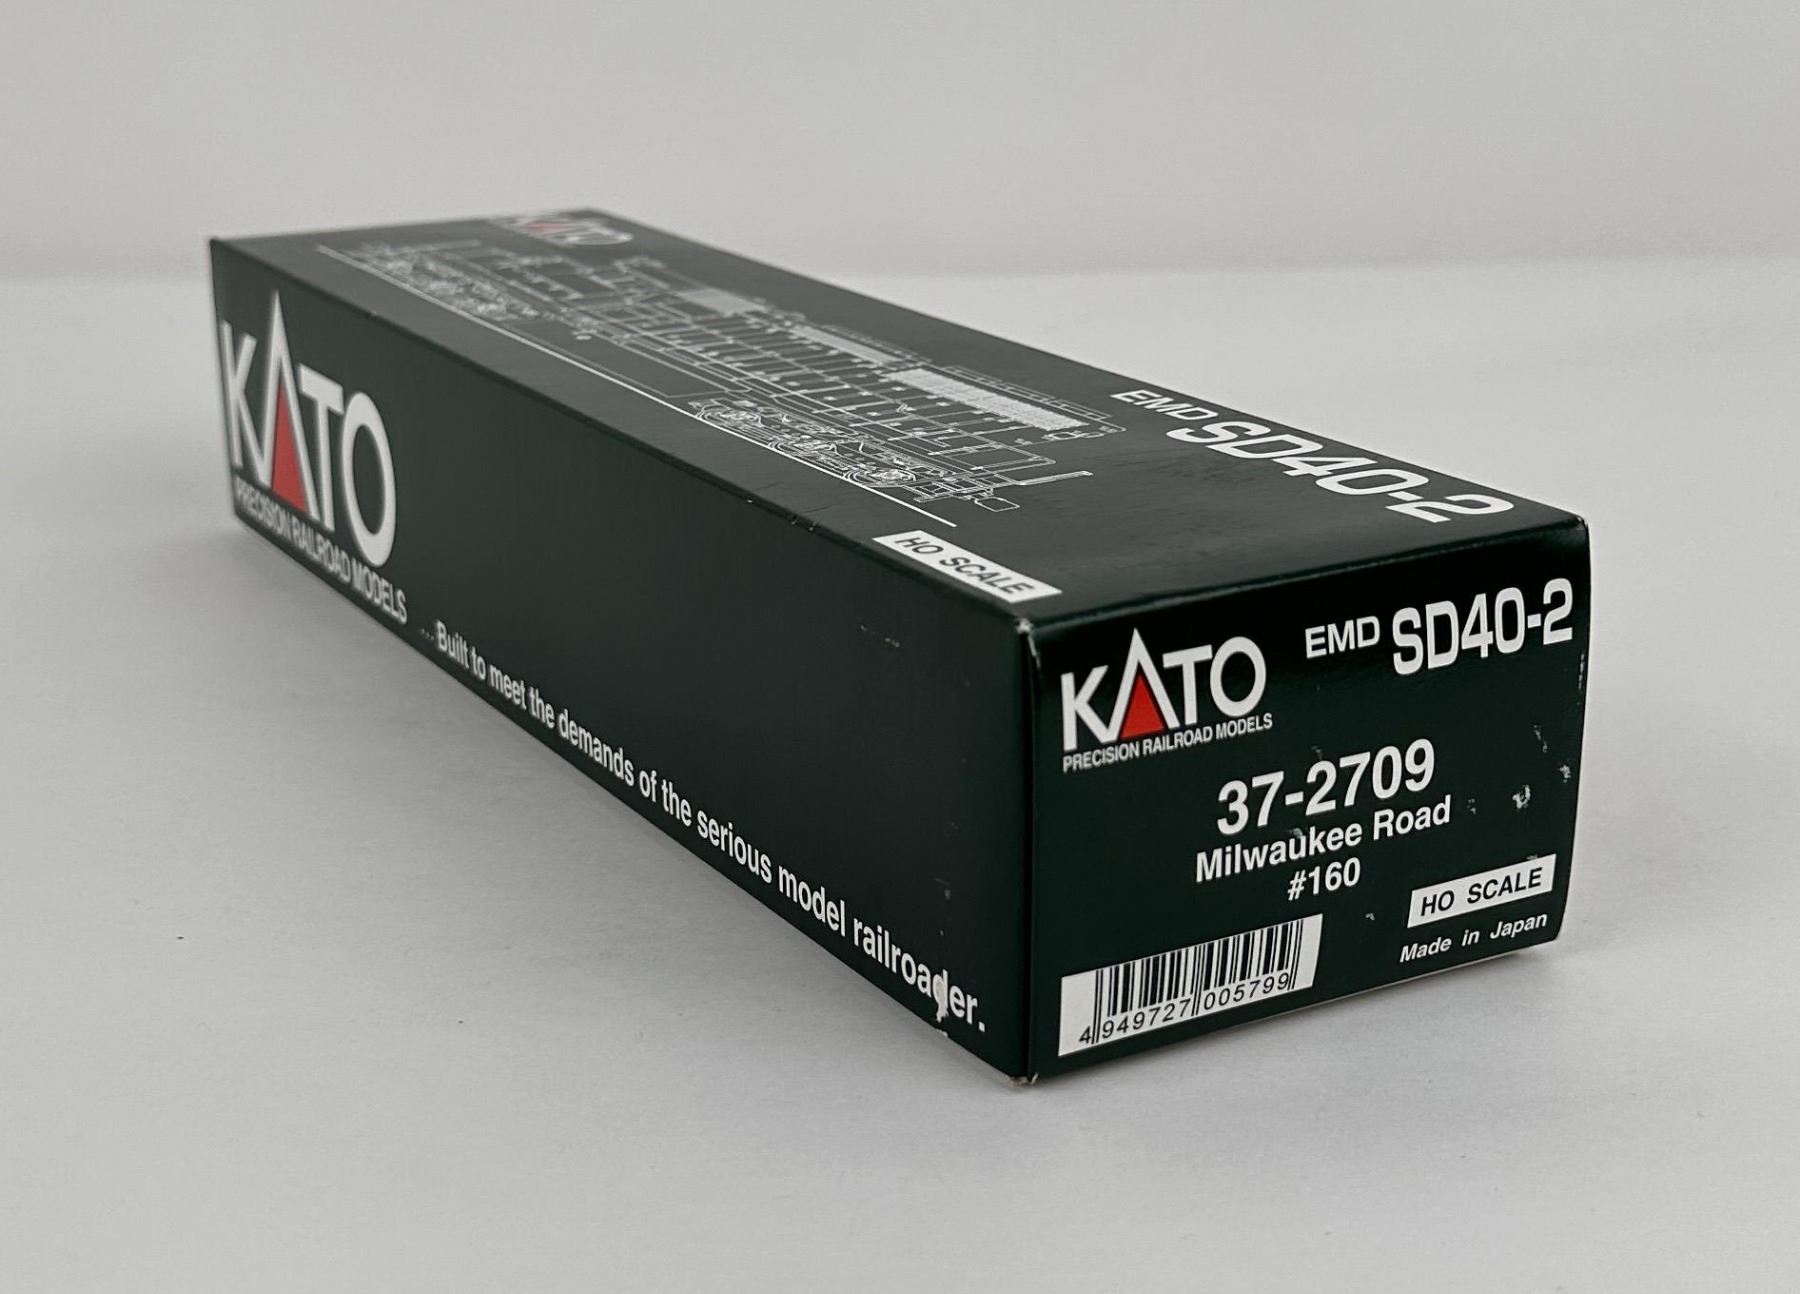 KATO
EMD SD40-2
HO SCALE
KATO
PRECISION RAILROAD MODELS
... Built to meet the demands of the serious model railroader.
KATO
PRECISION RAILROAD MODELS
EMD SD40-2
37-2709
Milwaukee Road
#160
HO SCALE
Made in Japan
4 949727 005799